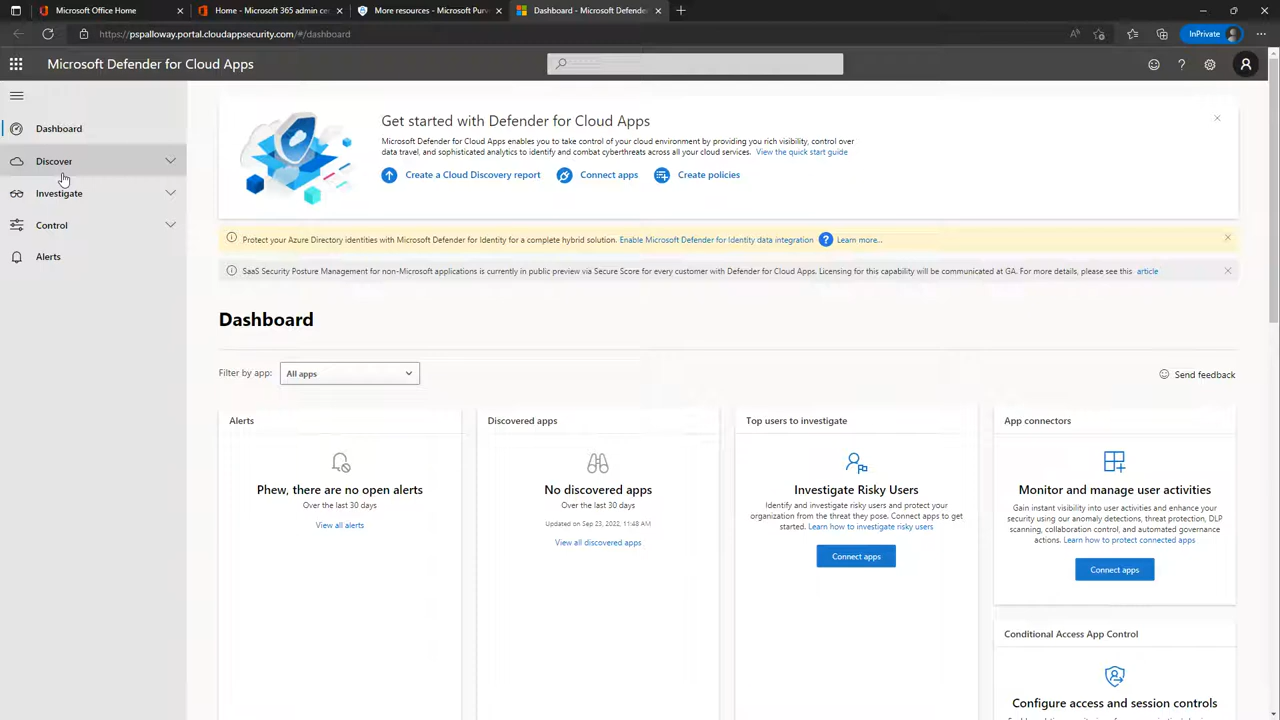 Microsoft Office Home
Home - Microsoft 365 admin cen
More resources - Microsoft Purv
Dashboard - Microsoft Defender
https://pspalloway.portal.cloudappsecurity.com/#/dashboard
InPrivate
Microsoft Defender for Cloud Apps
Dashboard
Discover
Investigate
Control
Alerts
Get started with Defender for Cloud Apps
Microsoft Defender for Cloud Apps enables you to take control of your cloud environment by providing you rich visibility, control over
data travel, and sophisticated analytics to identify and combat cyberthreats across all your cloud services. View the quick start guide
Create a Cloud Discovery report
Connect apps
Create policies
Protect your Azure Directory identities with Microsoft Defender for Identity for a complete hybrid solution. Enable Microsoft Defender for Identity data integration ? Learn more...
SaaS Security Posture Management for non-Microsoft applications is currently in public preview via Secure Score for every customer with Defender for Cloud Apps. Licensing for this capability will be communicated at GA. For more details, please see this article
Dashboard
Filter by app: All apps
Send feedback
Alerts
Phew, there are no open alerts
Over the last 30 days
View all alerts
Discovered apps
No discovered apps
Over the last 30 days
Updated on Sep 23, 2022, 11:48 AM
View all discovered apps
Top users to investigate
Investigate Risky Users
Identify and investigate risky users and protect your
organization from the threat they pose. Connect apps to get
started. Learn how to investigate risky users
Connect apps
App connectors
Monitor and manage user activities
Gain instant visibility into user activities and enhance your
security using our anomaly detections, threat protection, DLP
scanning, collaboration control, and automated governance
actions. Learn how to protect connected apps
Connect apps
Conditional Access App Control
Configure access and session controls